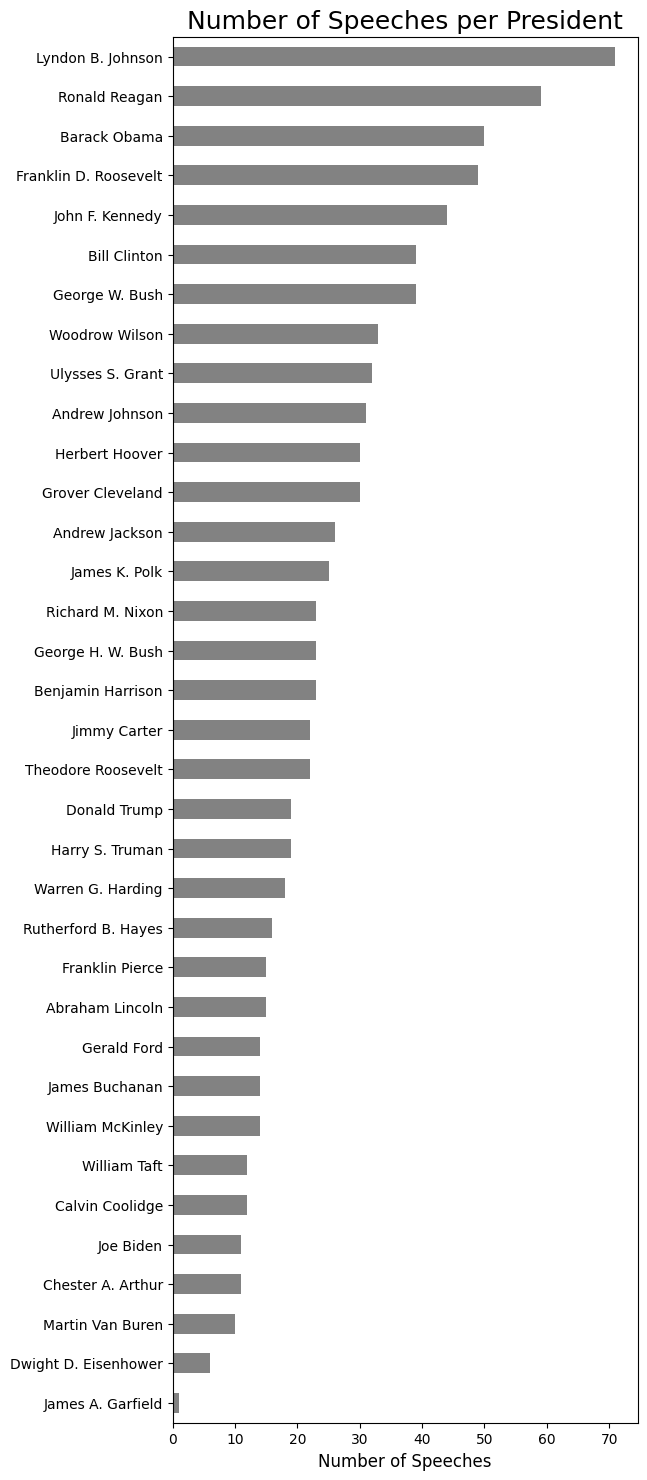 Number of Speeches per President
Lyndon B. Johnson
Ronald Reagan
Barack Obama
Franklin D. Roosevelt
John F. Kennedy
Bill Clinton
George W. Bush
Woodrow Wilson
Ulysses S. Grant
Andrew Johnson
Herbert Hoover
Grover Cleveland
Andrew Jackson
James K. Polk
Richard M. Nixon
George H. W. Bush
Benjamin Harrison
Jimmy Carter
Theodore Roosevelt
Donald Trump
Harry S. Truman
Warren G. Harding
Rutherford B. Hayes
Franklin Pierce
Abraham Lincoln
Gerald Ford
James Buchanan
William McKinley
William Taft
Calvin Coolidge
Joe Biden
Chester A. Arthur
Martin Van Buren
Dwight D. Eisenhower
James A. Garfield
0 10 20 30 40 50 60 70
Number of Speeches